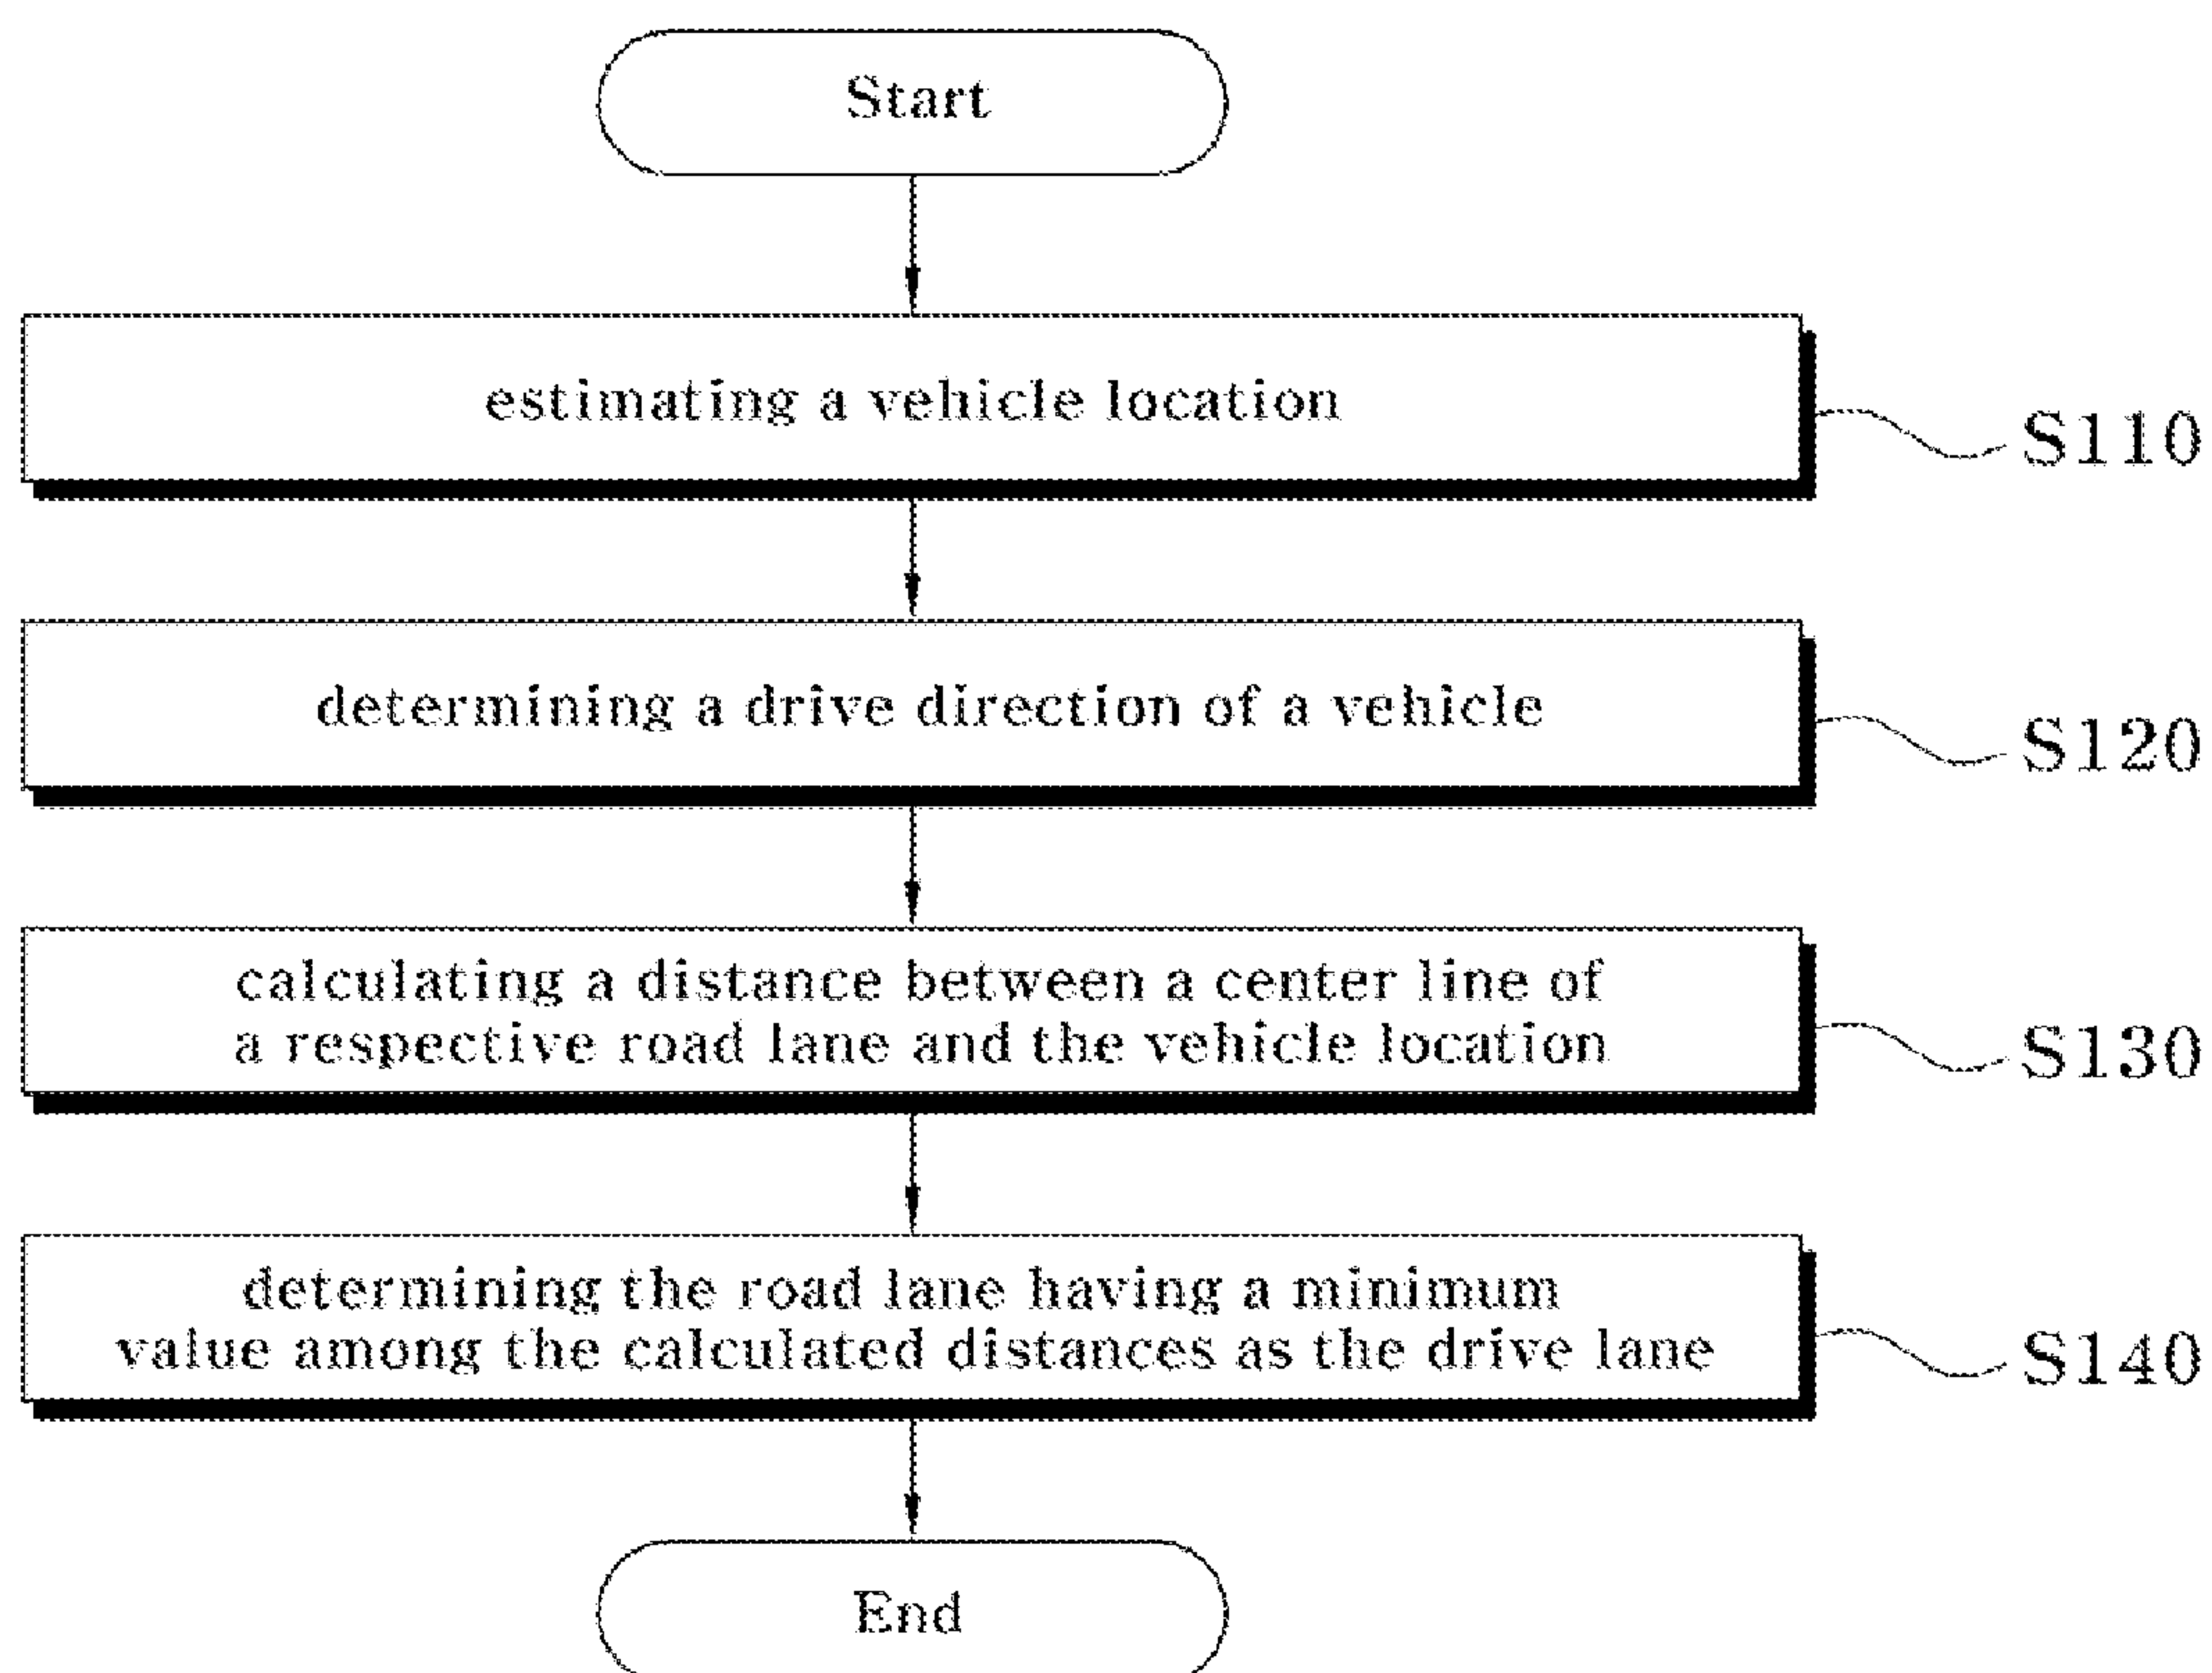 Start
estimating a vehicle location
S110
determining a drive direction of a vehicle
S120
calculating a distance between a center line of
a respective road lane and the vehicle location
S130
determining the road lane having a minimum
value among the calculated distances as the drive lane
S140
End